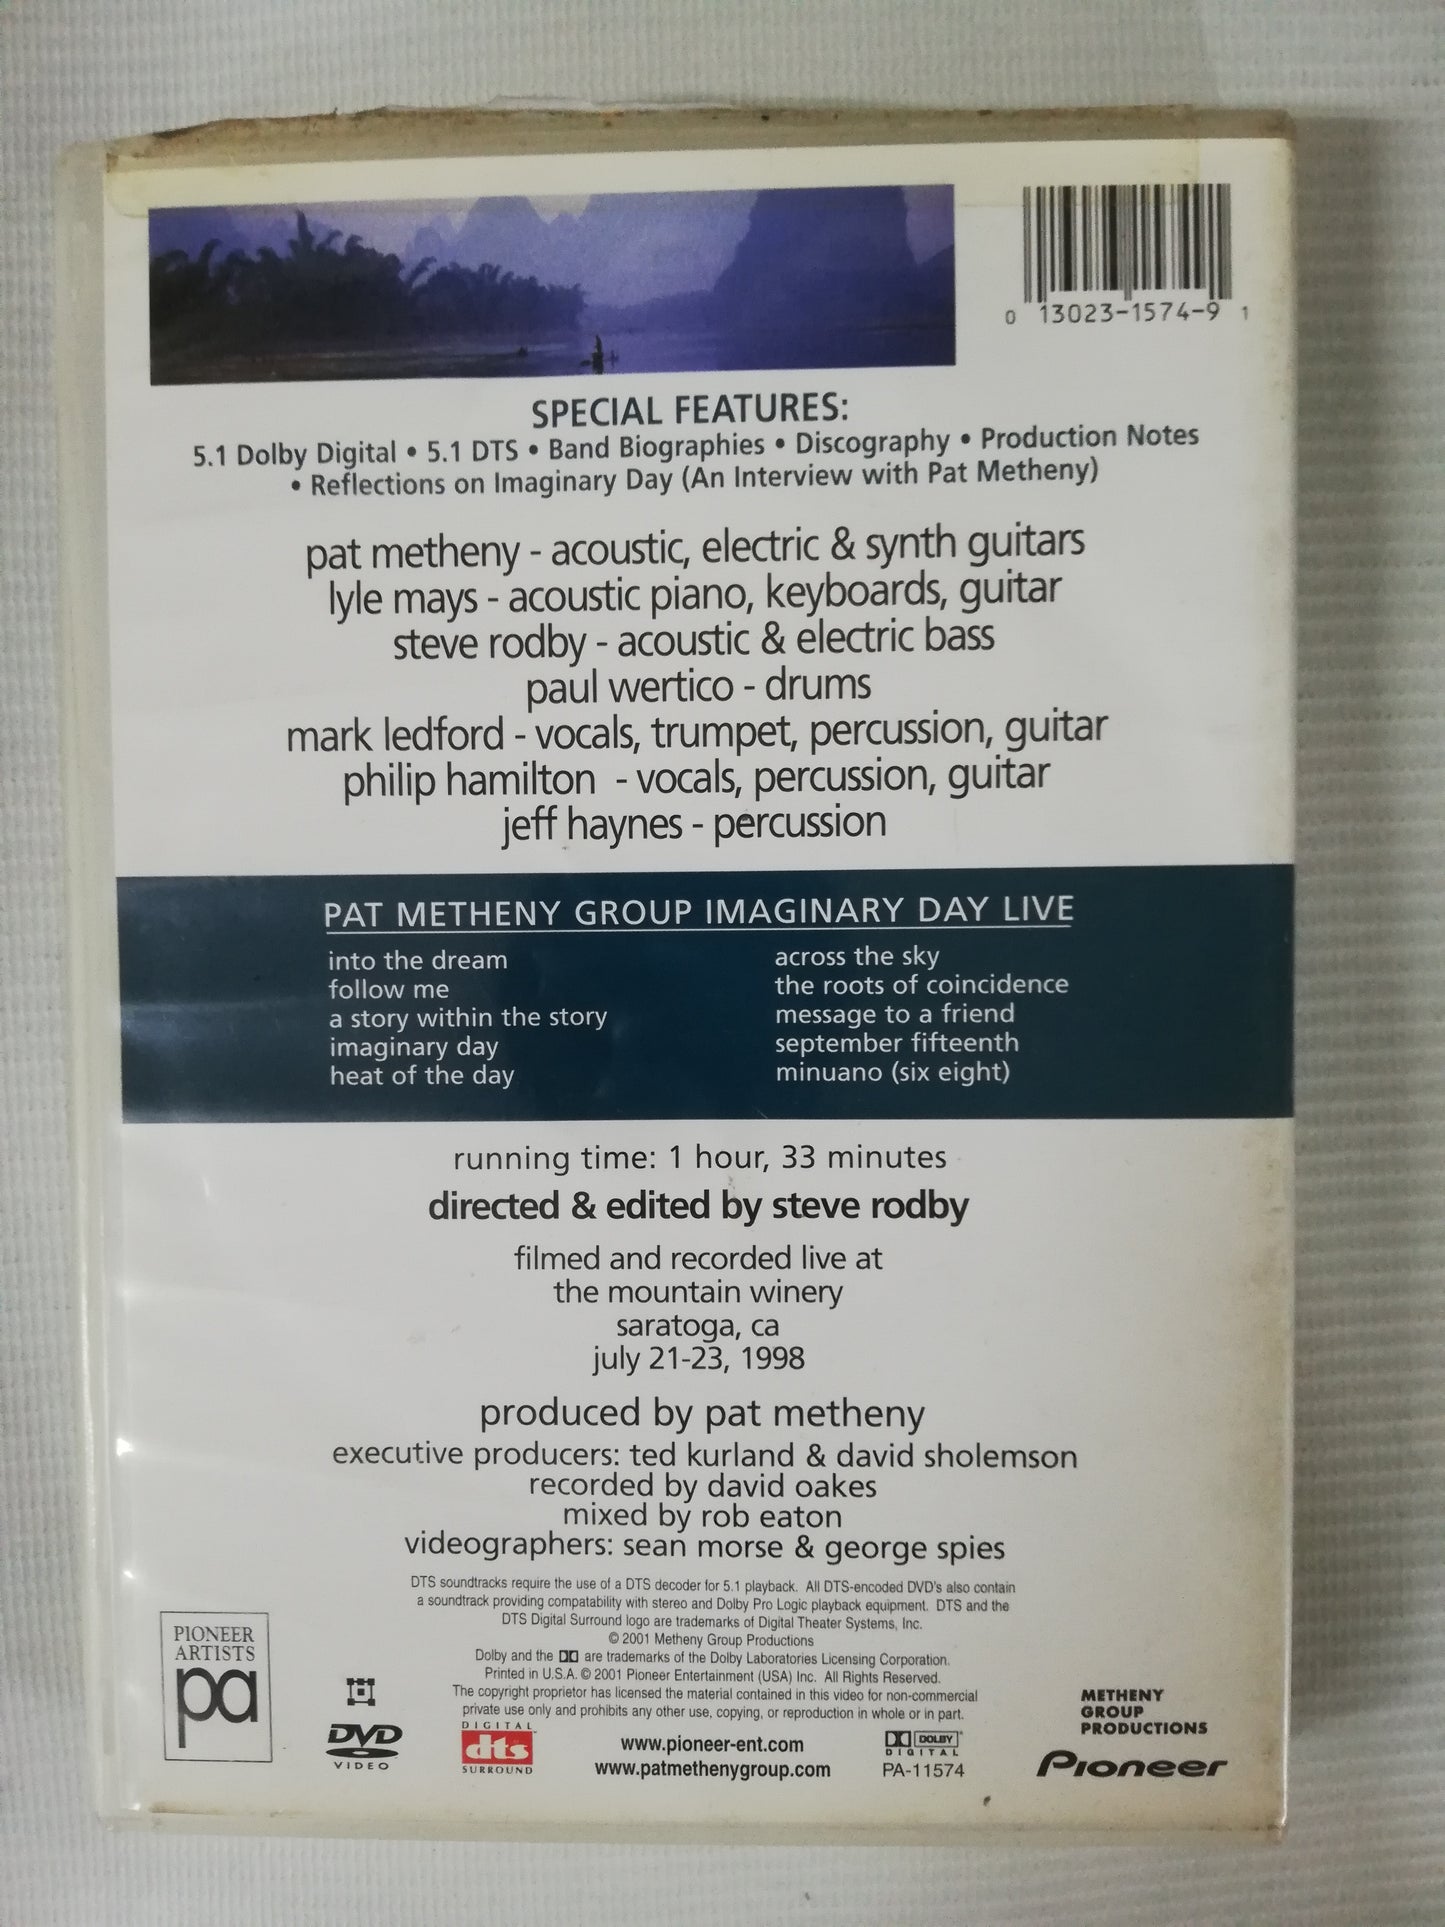 0 13023-1574-9 1
SPECIAL FEATURES:
5.1 Dolby Digital • 5.1 DTS • Band Biographies • Discography • Production Notes
• Reflections on Imaginary Day (An Interview with Pat Metheny)
pat metheny - acoustic, electric & synth guitars
lyle mays - acoustic piano, keyboards, guitar
steve rodby - acoustic & electric bass
paul wertico - drums
mark ledford - vocals, trumpet, percussion, guitar
philip hamilton - vocals, percussion, guitar
jeff haynes - percussion
PAT METHENY GROUP IMAGINARY DAY LIVE
into the dream
follow me
a story within the story
imaginary day
heat of the day
across the sky
the roots of coincidence
message to a friend
september fifteenth
minuano (six eight)
running time: 1 hour, 33 minutes
directed & edited by steve rodby
filmed and recorded live at
the mountain winery
saratoga, ca
july 21-23, 1998
produced by pat metheny
executive producers: ted kurland & david sholemson
recorded by david oakes
mixed by rob eaton
videographers: sean morse & george spies
DTS soundtracks require the use of a DTS decoder for 5.1 playback. All DTS-encoded DVD's also contain
a soundtrack providing compatability with stereo and Dolby Pro Logic playback equipment. DTS and the
DTS Digital Surround logo are trademarks of Digital Theater Systems, Inc.
© 2001 Metheny Group Productions
Dolby and the are trademarks of the Dolby Laboratories Licensing Corporation.
Printed in U.S.A. © 2001 Pioneer Entertainment (USA) Inc. All Rights Reserved.
The copyright proprietor has licensed the material contained in this video for non-commercial
private use only and prohibits any other use, copying, or reproduction in whole or in part.
PIONEER
ARTISTS
pa
DVD
VIDEO
DIGITAL
dts
SURROUND
www.pioneer-ent.com
www.patmethenygroup.com
DOLBY
DIGITAL
PA-11574
METHENY
GROUP
PRODUCTIONS
Pioneer